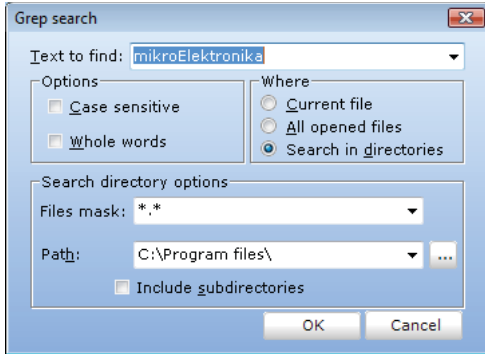 Grep search
Text to find: mikroElektronika
Options
Case sensitive
Whole words
Where
Current file
All opened files
Search in directories
Search directory options
Files mask: *.*
Path: C:\Program files\ ...
Include subdirectories
OK Cancel